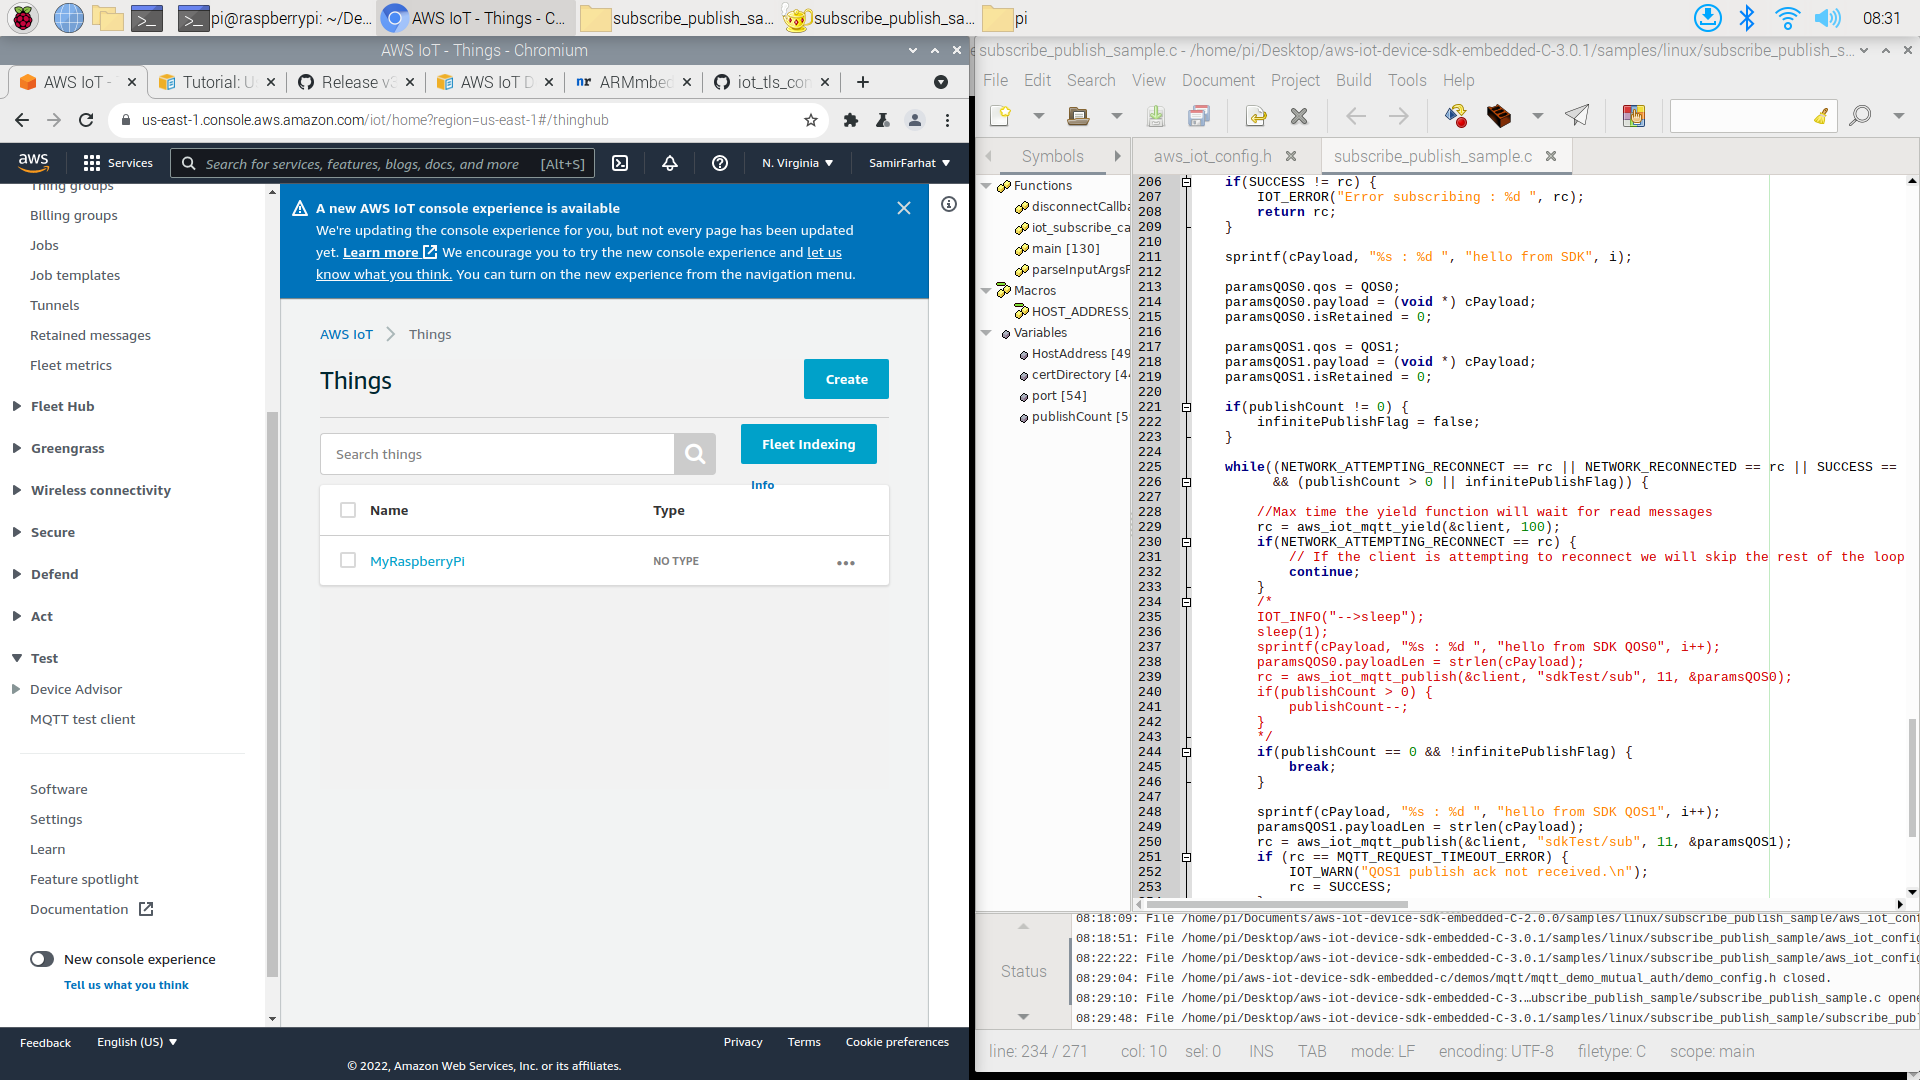 pi@raspberrypi: ~/De...
AWS IoT - Things - C...
subscribe_publish_sa...
subscribe_publish_sa...
pi
08:31
AWS IoT - Things - Chromium
AWS IoT -
Tutorial: U
Release v3
AWS IoT D
nr ARMmbed
iot_tls_con
us-east-1.console.aws.amazon.com/iot/home?region=us-east-1#/thinghub
aws
Services
Search for services, features, blogs, docs, and more [Alt+S]
N. Virginia
SamirFarhat
Thing groups
Billing groups
Jobs
Job templates
Tunnels
Retained messages
Fleet metrics
Fleet Hub
Greengrass
Wireless connectivity
Secure
Defend
Act
Test
Device Advisor
MQTT test client
Software
Settings
Learn
Feature spotlight
Documentation
New console experience
Tell us what you think
A new AWS IoT console experience is available
We're updating the console experience for you, but not every page has been updated
yet. Learn more We encourage you to try the new console experience and let us
know what you think. You can turn on the new experience from the navigation menu.
AWS IoT Things
Things
Create
Search things
Fleet Indexing
Info
Name Type
MyRaspberryPi NO TYPE
Feedback English (US) Privacy Terms Cookie preferences
© 2022, Amazon Web Services, Inc. or its affiliates.
subscribe_publish_sample.c - /home/pi/Desktop/aws-iot-device-sdk-embedded-C-3.0.1/samples/linux/subscribe_publish_s...
File Edit Search View Document Project Build Tools Help
Symbols
aws_iot_config.h
subscribe_publish_sample.c
Functions
disconnectCallba
iot_subscribe_ca
main [130]
parseInputArgsF
Macros
HOST_ADDRESS_
Variables
HostAddress [49
certDirectory [44
port [54]
publishCount [5
206 if(SUCCESS != rc) {
207 IOT_ERROR("Error subscribing : %d ", rc);
208 return rc;
209 }
210
211 sprintf(cPayload, "%s : %d ", "hello from SDK", i);
212
213 paramsQOS0.qos = QOS0;
214 paramsQOS0.payload = (void *) cPayload;
215 paramsQOS0.isRetained = 0;
216
217 paramsQOS1.qos = QOS1;
218 paramsQOS1.payload = (void *) cPayload;
219 paramsQOS1.isRetained = 0;
220
221 if(publishCount != 0) {
222 infinitePublishFlag = false;
223 }
224
225 while((NETWORK_ATTEMPTING_RECONNECT == rc || NETWORK_RECONNECTED == rc || SUCCESS ==
226 && (publishCount > 0 || infinitePublishFlag)) {
227
228 //Max time the yield function will wait for read messages
229 rc = aws_iot_mqtt_yield(&client, 100);
230 if(NETWORK_ATTEMPTING_RECONNECT == rc) {
231 // If the client is attempting to reconnect we will skip the rest of the loop
232 continue;
233 }
234 /*
235 IOT_INFO("-->sleep");
236 sleep(1);
237 sprintf(cPayload, "%s : %d ", "hello from SDK QOS0", i++);
238 paramsQOS0.payloadLen = strlen(cPayload);
239 rc = aws_iot_mqtt_publish(&client, "sdkTest/sub", 11, &paramsQOS0);
240 if(publishCount > 0) {
241 publishCount--;
242 }
243 */
244 if(publishCount == 0 && !infinitePublishFlag) {
245 break;
246 }
247
248 sprintf(cPayload, "%s : %d ", "hello from SDK QOS1", i++);
249 paramsQOS1.payloadLen = strlen(cPayload);
250 rc = aws_iot_mqtt_publish(&client, "sdkTest/sub", 11, &paramsQOS1);
251 if (rc == MQTT_REQUEST_TIMEOUT_ERROR) {
252 IOT_WARN("QOS1 publish ack not received.\n");
253 rc = SUCCESS;
Status
08:18:09: File /home/pi/Documents/aws-iot-device-sdk-embedded-C-2.0.0/samples/linux/subscribe_publish_sample/aws_iot_conf
08:18:51: File /home/pi/Desktop/aws-iot-device-sdk-embedded-C-3.0.1/samples/linux/subscribe_publish_sample/aws_iot_config
08:22:22: File /home/pi/Desktop/aws-iot-device-sdk-embedded-C-3.0.1/samples/linux/subscribe_publish_sample/aws_iot_config
08:29:04: File /home/pi/aws-iot-device-sdk-embedded-c/demos/mqtt/mqtt_demo_mutual_auth/demo_config.h closed.
08:29:10: File /home/pi/Desktop/aws-iot-device-sdk-embedded-C-3....ubscribe_publish_sample/subscribe_publish_sample.c opene
08:29:48: File /home/pi/Desktop/aws-iot-device-sdk-embedded-C-3.0.1/samples/linux/subscribe_publish_sample/subscribe_publ
line: 234 / 271 col: 10 sel: 0 INS TAB mode: LF encoding: UTF-8 filetype: C scope: main